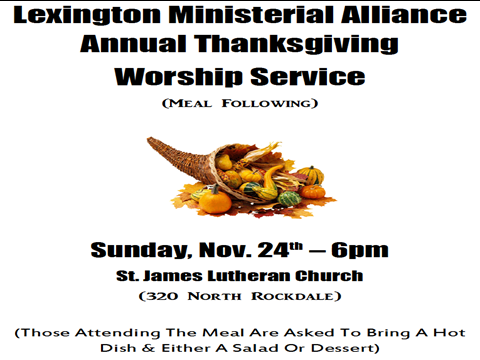 Lexington Ministerial Alliance
Annual Thanksgiving
Worship Service
(Meal Following)
Sunday, Nov. 24th – 6pm
St. James Lutheran Church
(320 North Rockdale)
(Those Attending The Meal Are Asked To Bring A Hot
Dish & Either A Salad Or Dessert)